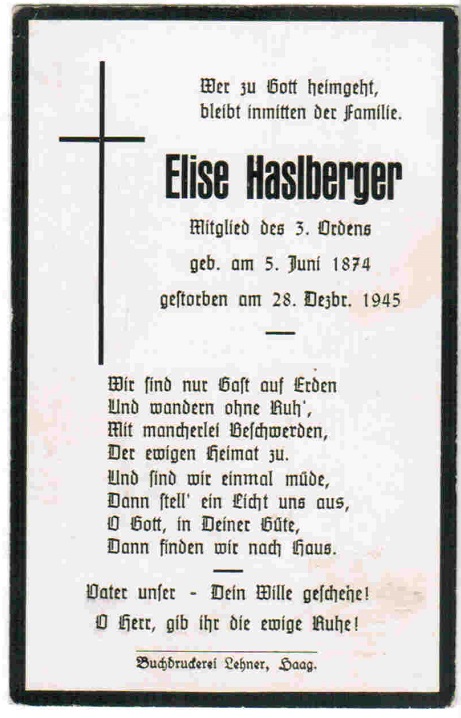 Wer zu Gott heimgeht,
bleibt inmitten der Familie.
Elise Haslberger
Mitglied des 3. Ordens
geb. am 5. Juni 1874
gestorben am 28. Dezbr. 1945
Wir sind nur Gast auf Erden
Und wandern ohne Ruh',
Mit mancherlei Beschwerden,
Der ewigen Heimat zu.
Und sind wir einmal müde,
Dann stell' ein Licht uns aus,
O Gott, in Deiner Güte,
Dann finden wir nach Haus.
Vater unser - Dein Wille geschehe!
O Herr, gib ihr die ewige Ruhe!
Buchdruckerei Lehner, Haag.